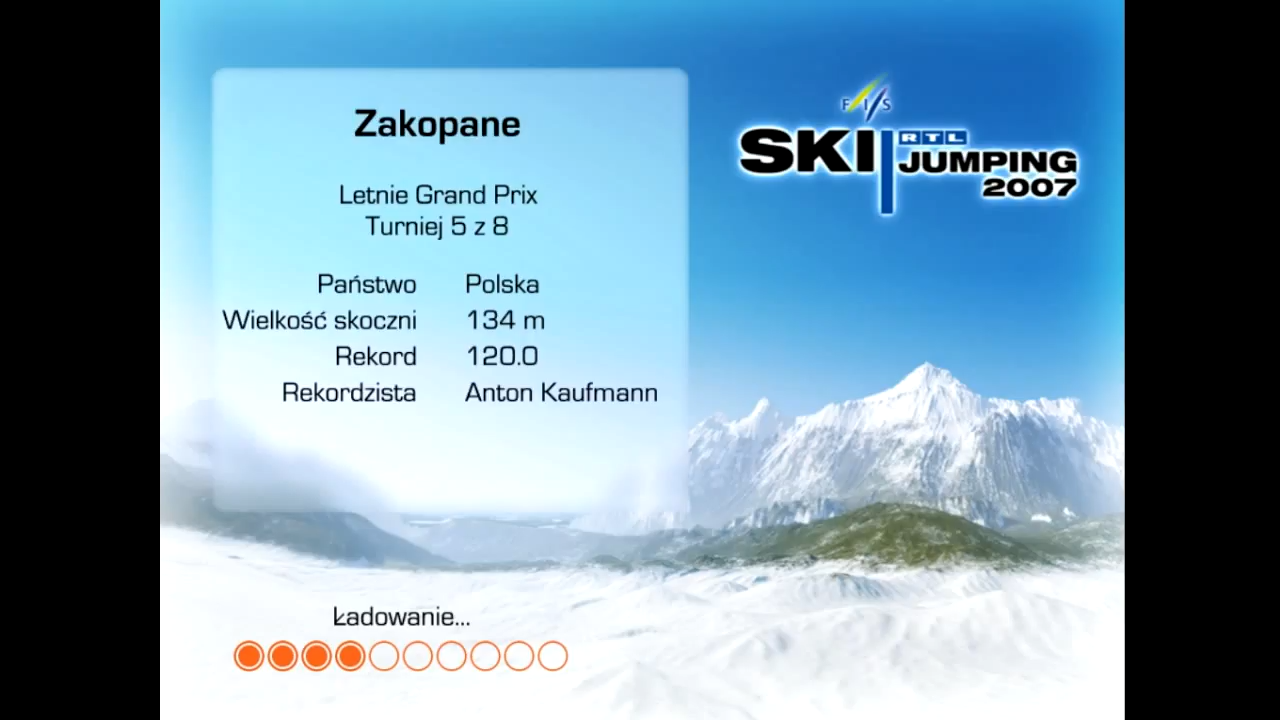 Zakopane
Letnie Grand Prix
Turniej 5 z 8
Państwo Polska
Wielkość skoczni 134 m
Rekord 120.0
Rekordzista Anton Kaufmann
Ładowanie...
FIS
SKI RTL JUMPING
2007